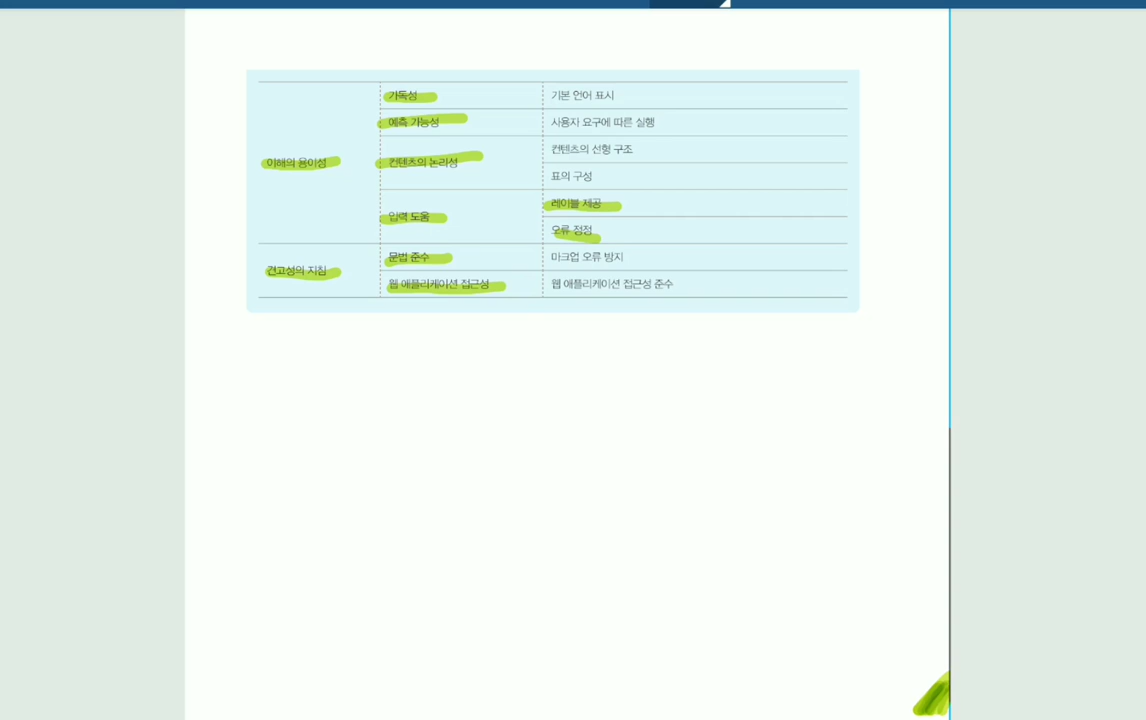 가독성 기본 언어 표시
예측 가능성 사용자 요구에 따른 실행
이해의 용이성 컨텐츠의 논리성 컨텐츠의 선형 구조
표의 구성
입력 도움 레이블 제공
오류 정정
견고성의 지침 문법 준수 마크업 오류 방지
웹 애플리케이션 접근성 웹 애플리케이션 접근성 준수